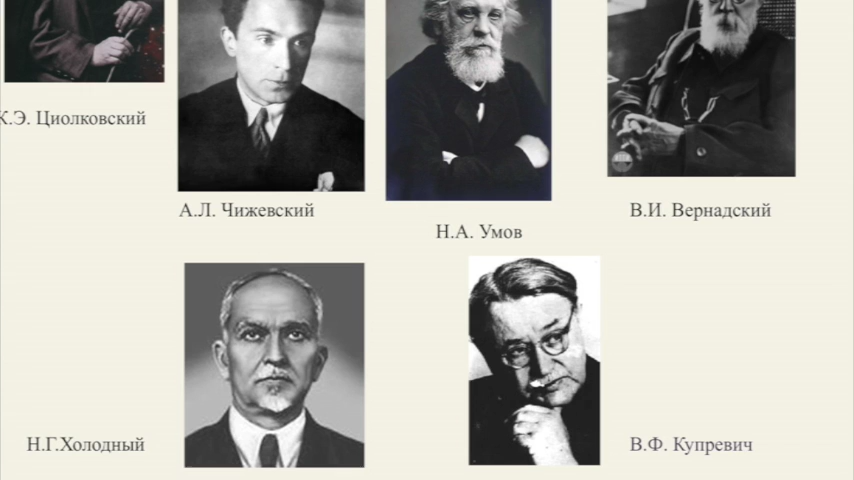 К.Э. Циолковский
А.Л. Чижевский
В.И. Вернадский
Н.А. Умов
Н.Г.Холодный
В.Ф. Купревич